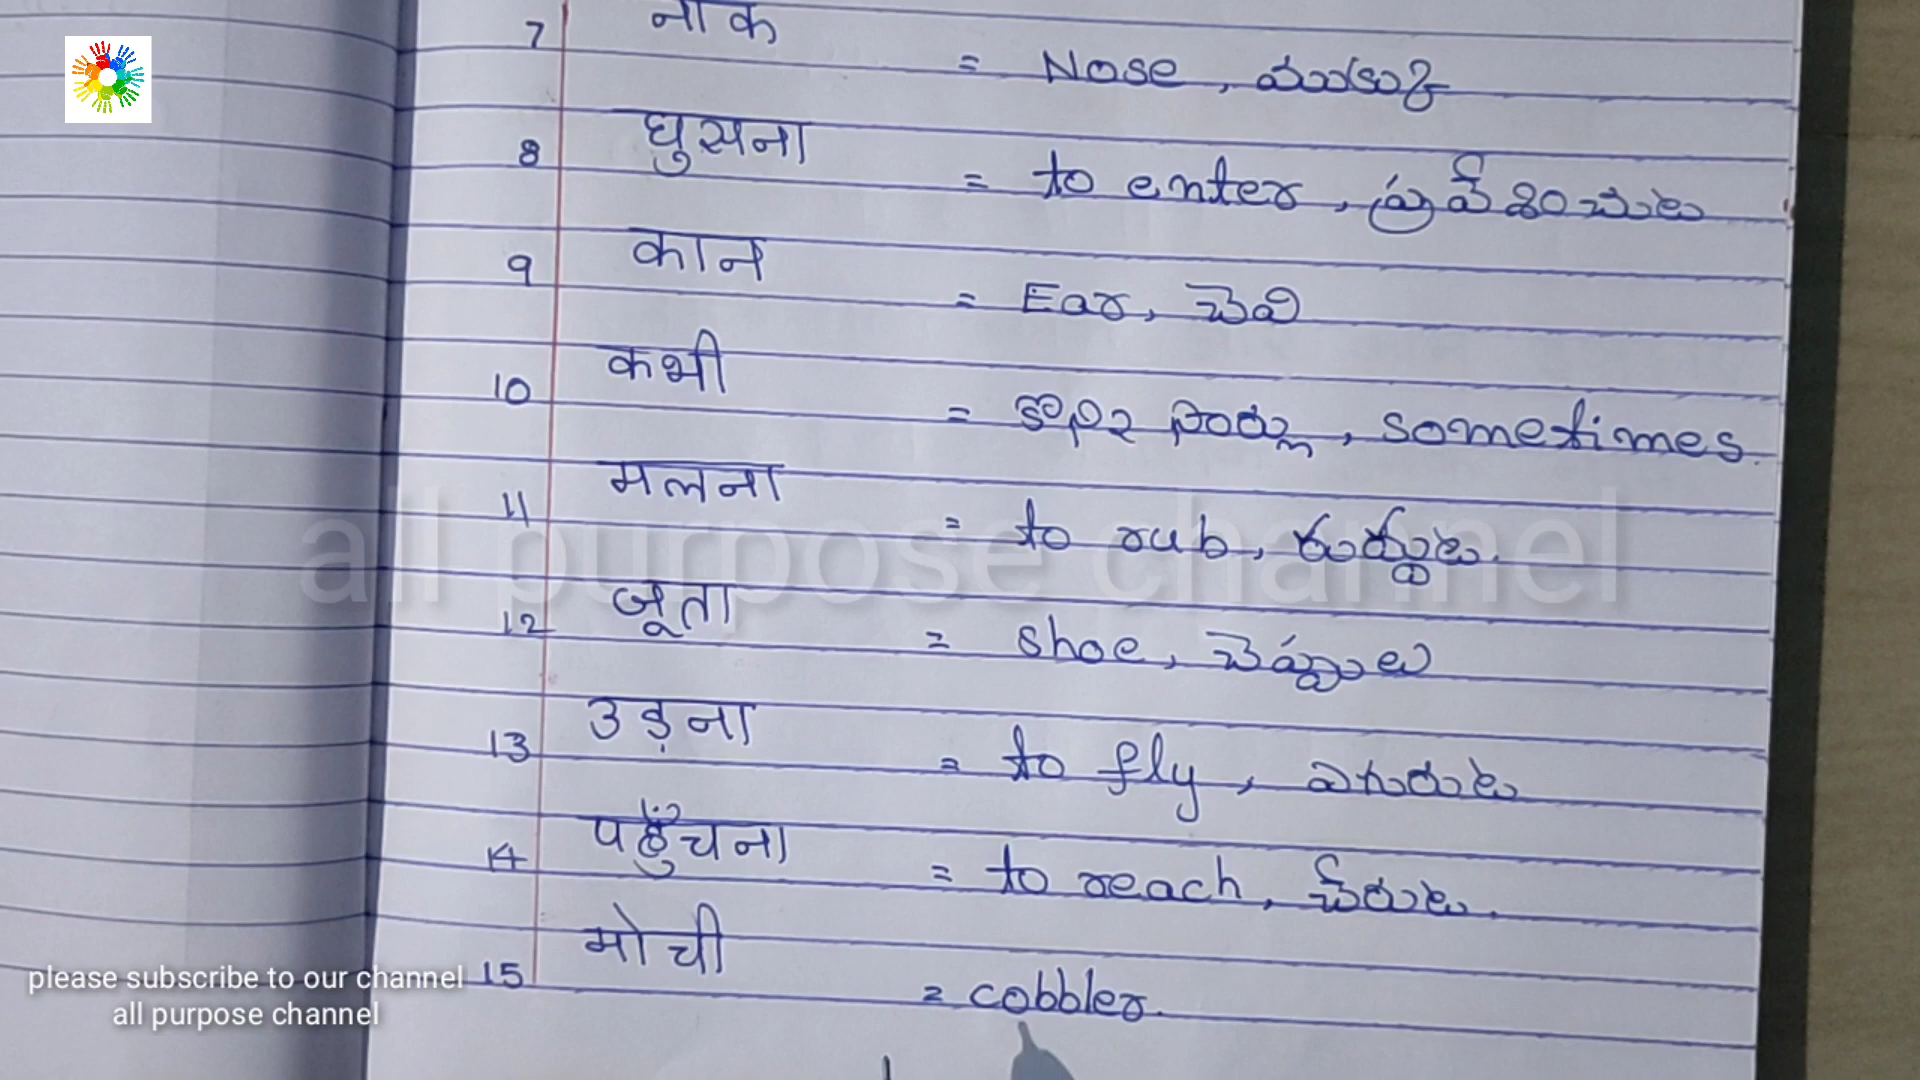 7 नाक = Nose, ముక్కు
8 घुसना = to enter, ప్రవేశించుట
9 कान = Ear, చెవి
10 कभी = sometimes.
11 मलना = to rub, రుద్దుట.
all purpose channel
12 जूता = shoe, చెప్పులు
13 उड़ना = to fly, ఎగురుట
14 पहुँचना = to reach, చేరుట.
15 मोची = cobbler.
please subscribe to our channel
all purpose channel